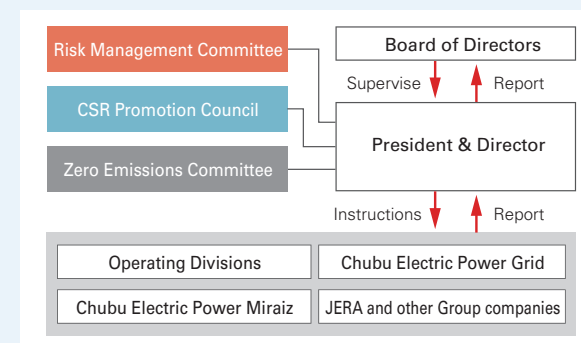 Risk Management Committee
CSR Promotion Council
Zero Emissions Committee
Board of Directors
Supervise
Report
President & Director
Instructions
Report
Operating Divisions
Chubu Electric Power Grid
Chubu Electric Power Miraiz
JERA and other Group companies